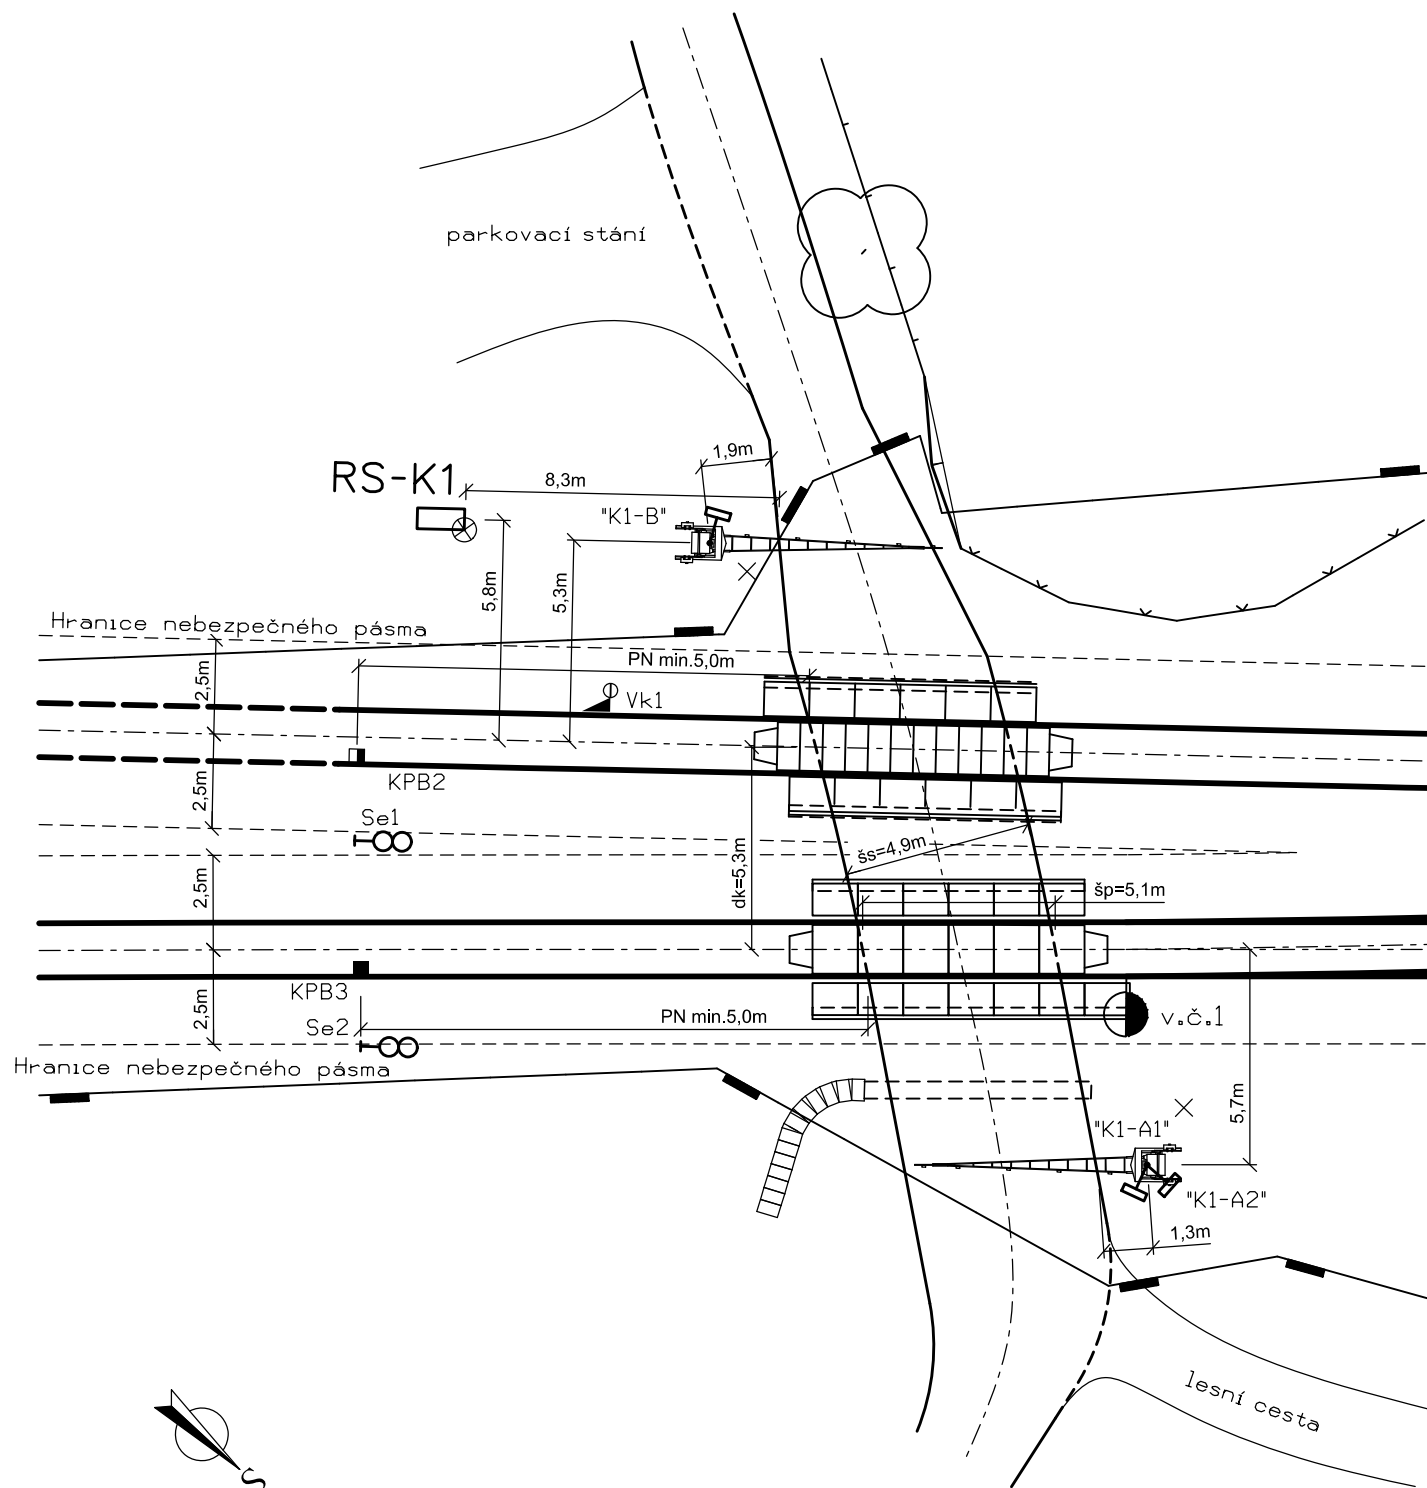 parkovací stání
1,9m
RS-K1
8,3m
"K1-B"
5,8m
5,3m
Hranice nebezpečného pásma
PN min.5,0m
2,5m
Vk1
KPB2
2,5m
Se1
šs=4,9m
dk=5,3m
2,5m
šp=5,1m
KPB3
2,5m
PN min.5,0m
v.č.1
Se2
Hranice nebezpečného pásma
5,7m
"K1-A1"
"K1-A2"
1,3m
lesní cesta
S